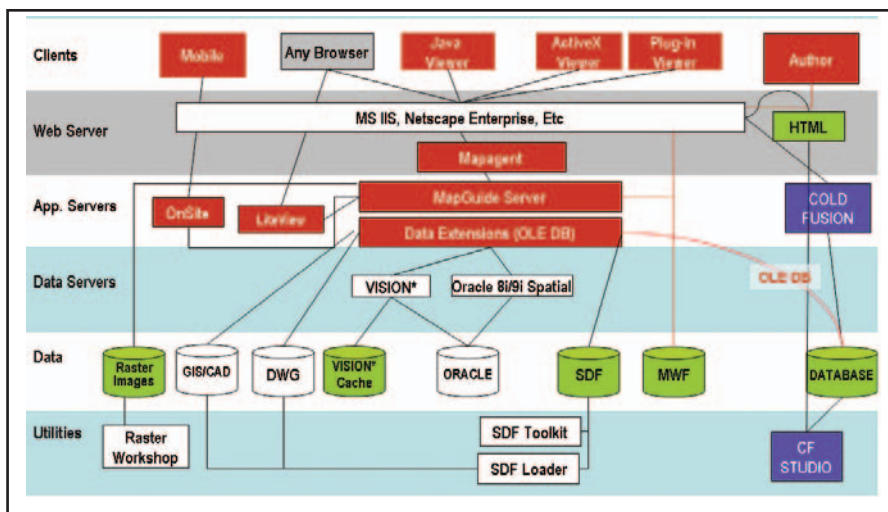 Clients
Mobile
Any Browser
Java
Viewer
ActiveX
Viewer
Plug-in
Viewer
Author
Web Server
MS IIS, Netscape Enterprise, Etc
HTML
Mapagent
App. Servers
OnSite
LiteView
MapGuide Server
Data Extensions (OLE DB)
COLD
FUSION
Data Servers
VISION*
Oracle 8i/9i Spatial
OLE DB
Data
Raster
Images
GIS/CAD
DWG
VISION*
Cache
ORACLE
SDF
MWF
DATABASE
Utilities
Raster
Workshop
SDF Toolkit
SDF Loader
CF
STUDIO